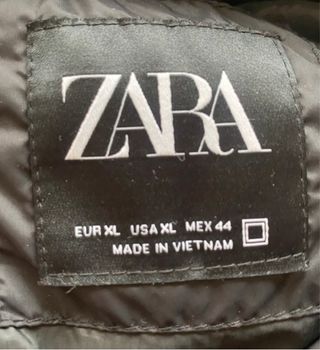 ZARA
EUR XL USA XL MEX 44
MADE IN VIETNAM